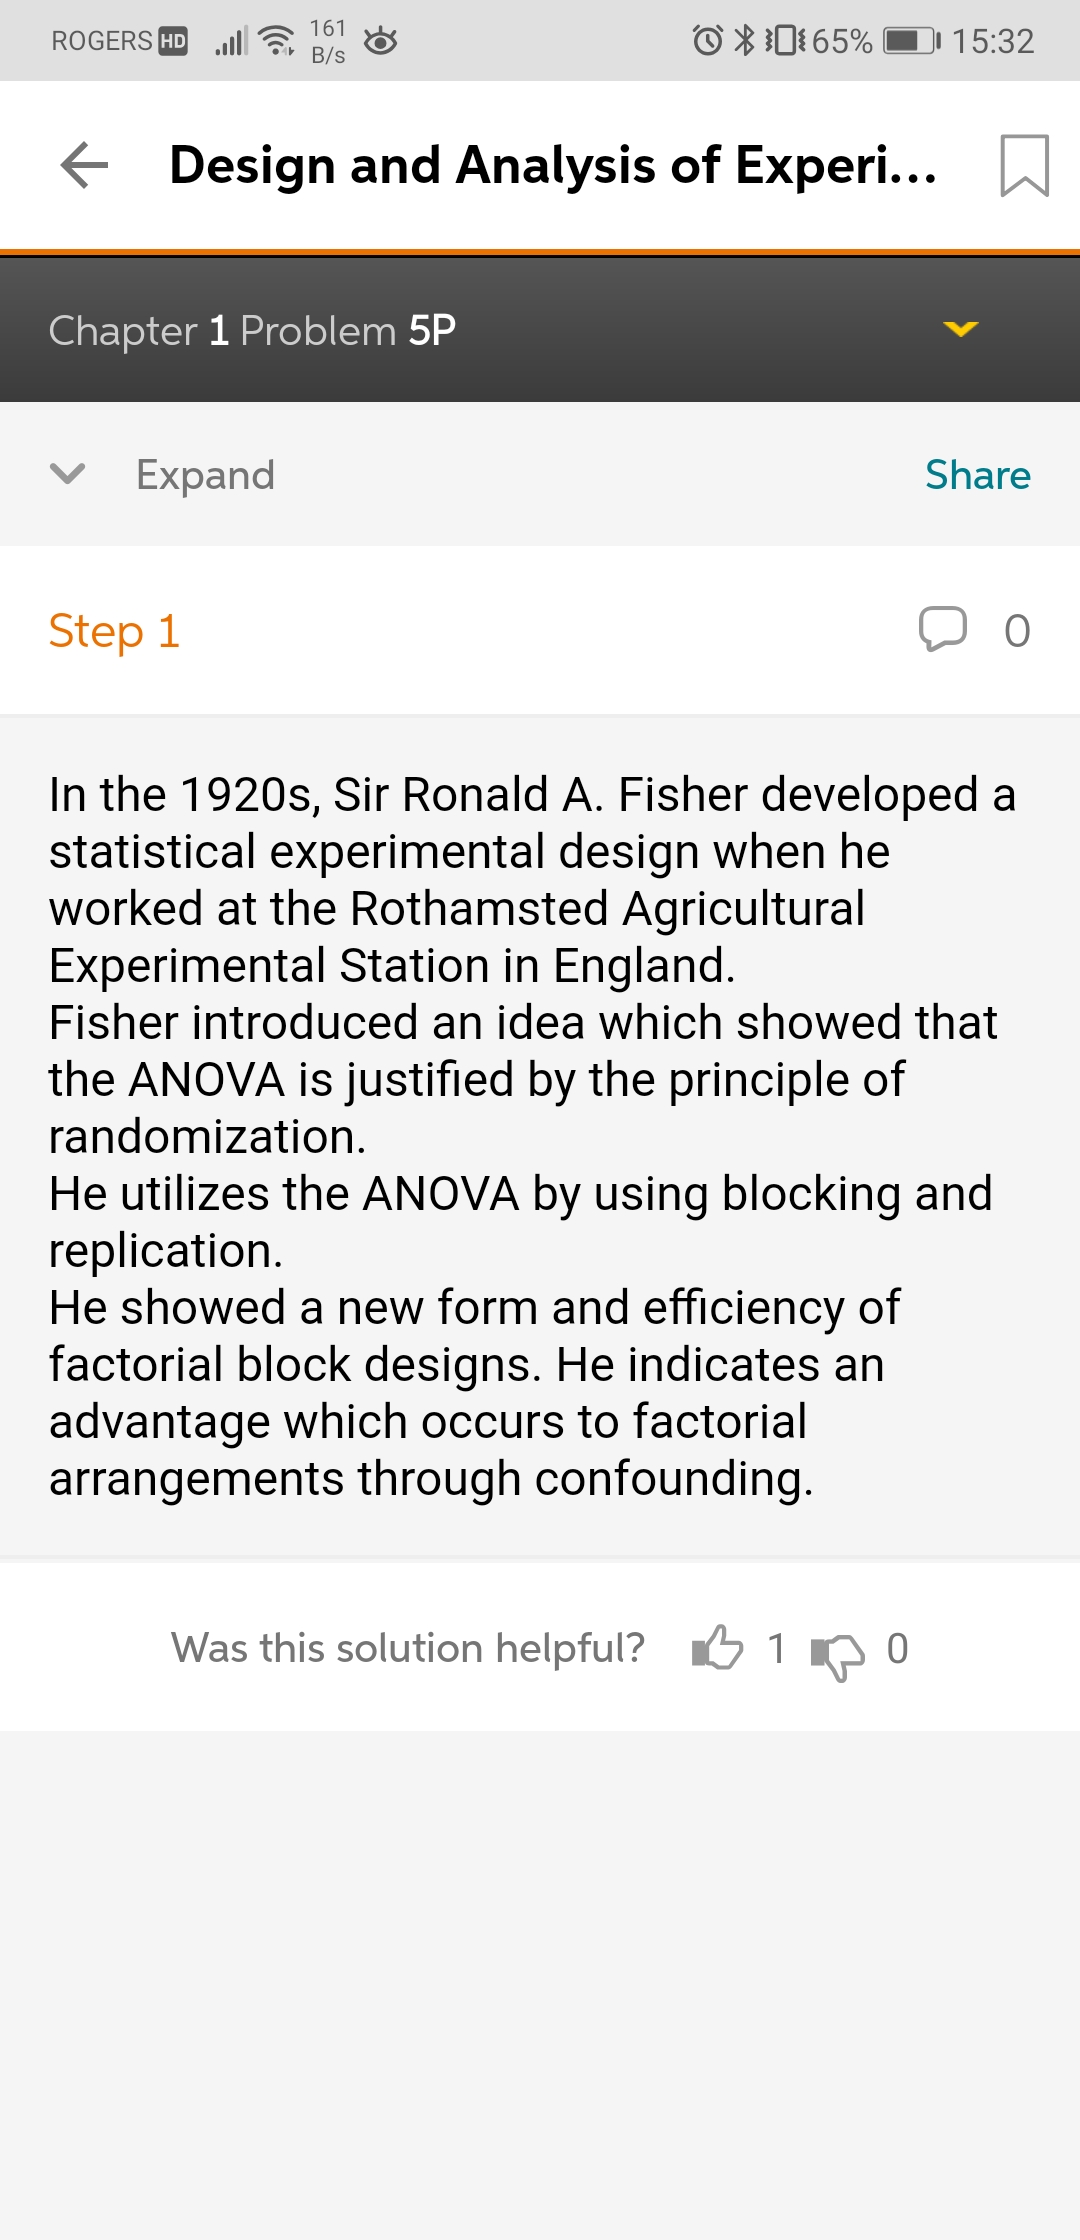 ROGERS HD 161 B/s 65% 15:32
Design and Analysis of Experi...
Chapter 1 Problem 5P
Expand Share
Step 1 0
In the 1920s, Sir Ronald A. Fisher developed a
statistical experimental design when he
worked at the Rothamsted Agricultural
Experimental Station in England.
Fisher introduced an idea which showed that
the ANOVA is justified by the principle of
randomization.
He utilizes the ANOVA by using blocking and
replication.
He showed a new form and efficiency of
factorial block designs. He indicates an
advantage which occurs to factorial
arrangements through confounding.
Was this solution helpful? 1 0